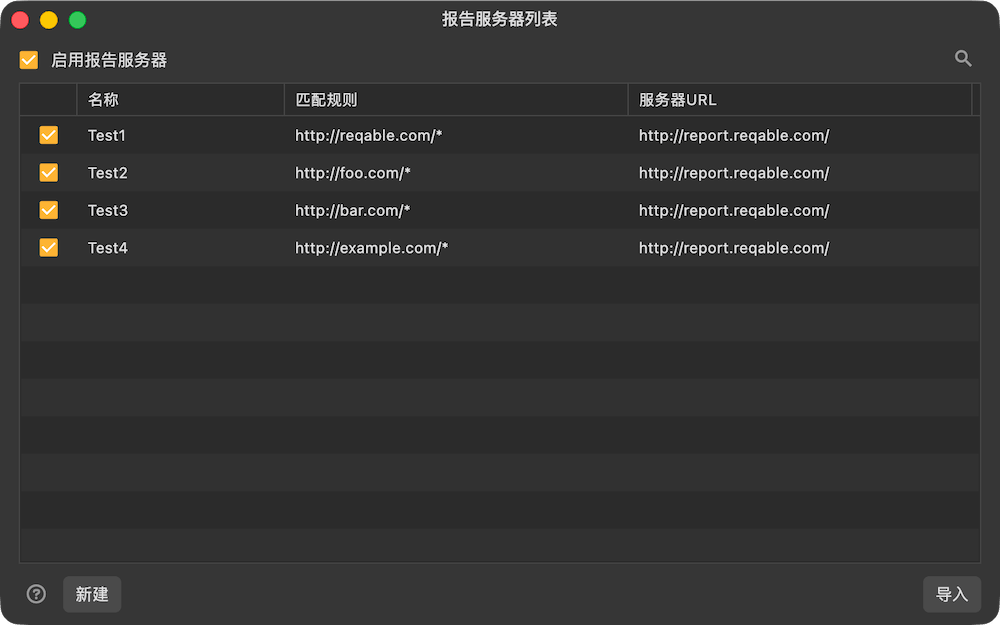 报告服务器列表
启用报告服务器
名称 匹配规则 服务器URL
Test1 http://reqable.com/* http://report.reqable.com/
Test2 http://foo.com/* http://report.reqable.com/
Test3 http://bar.com/* http://report.reqable.com/
Test4 http://example.com/* http://report.reqable.com/
? 新建 导入